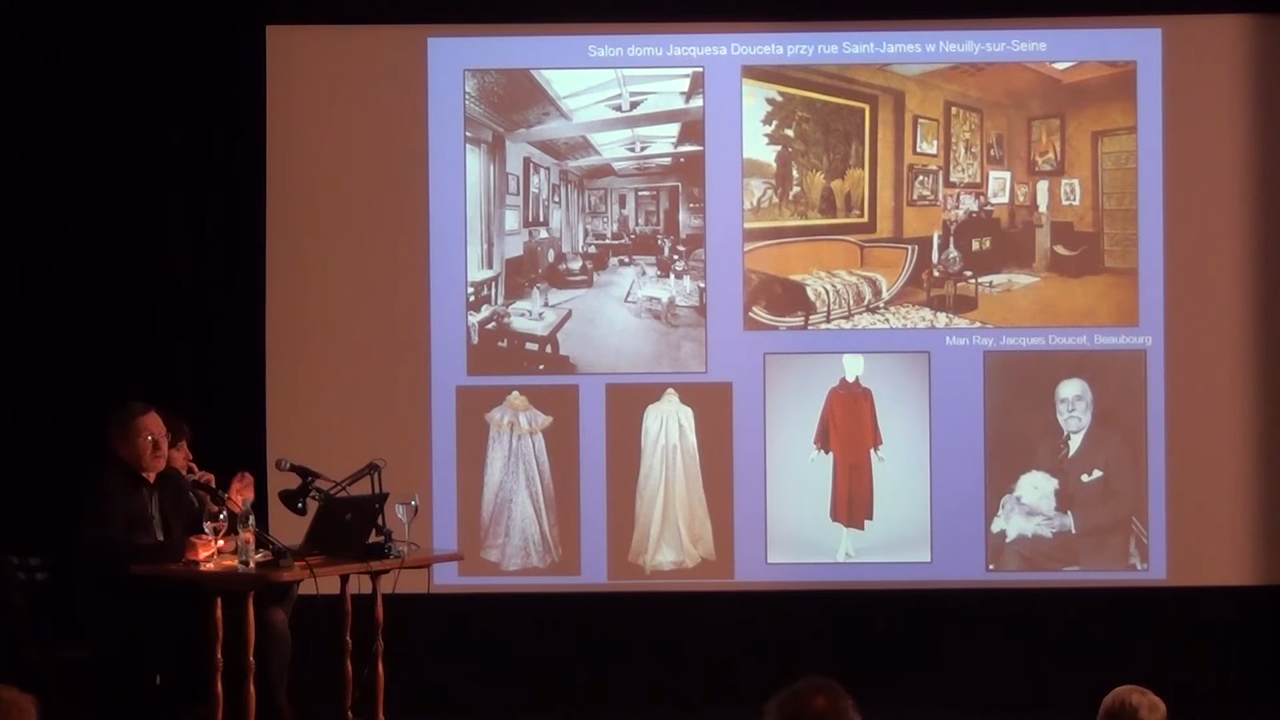 Salon domu Jacquesa Douceta przy rue Saint-James w Neuilly-sur-Seine
Man Ray, Jacques Doucet, Beaubourg